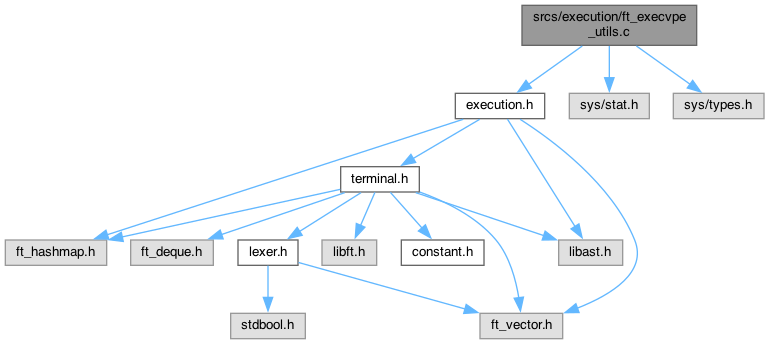 srcs/execution/ft_execvpe
_utils.c
execution.h
sys/stat.h
sys/types.h
terminal.h
ft_hashmap.h
ft_deque.h
lexer.h
libft.h
constant.h
libast.h
stdbool.h
ft_vector.h